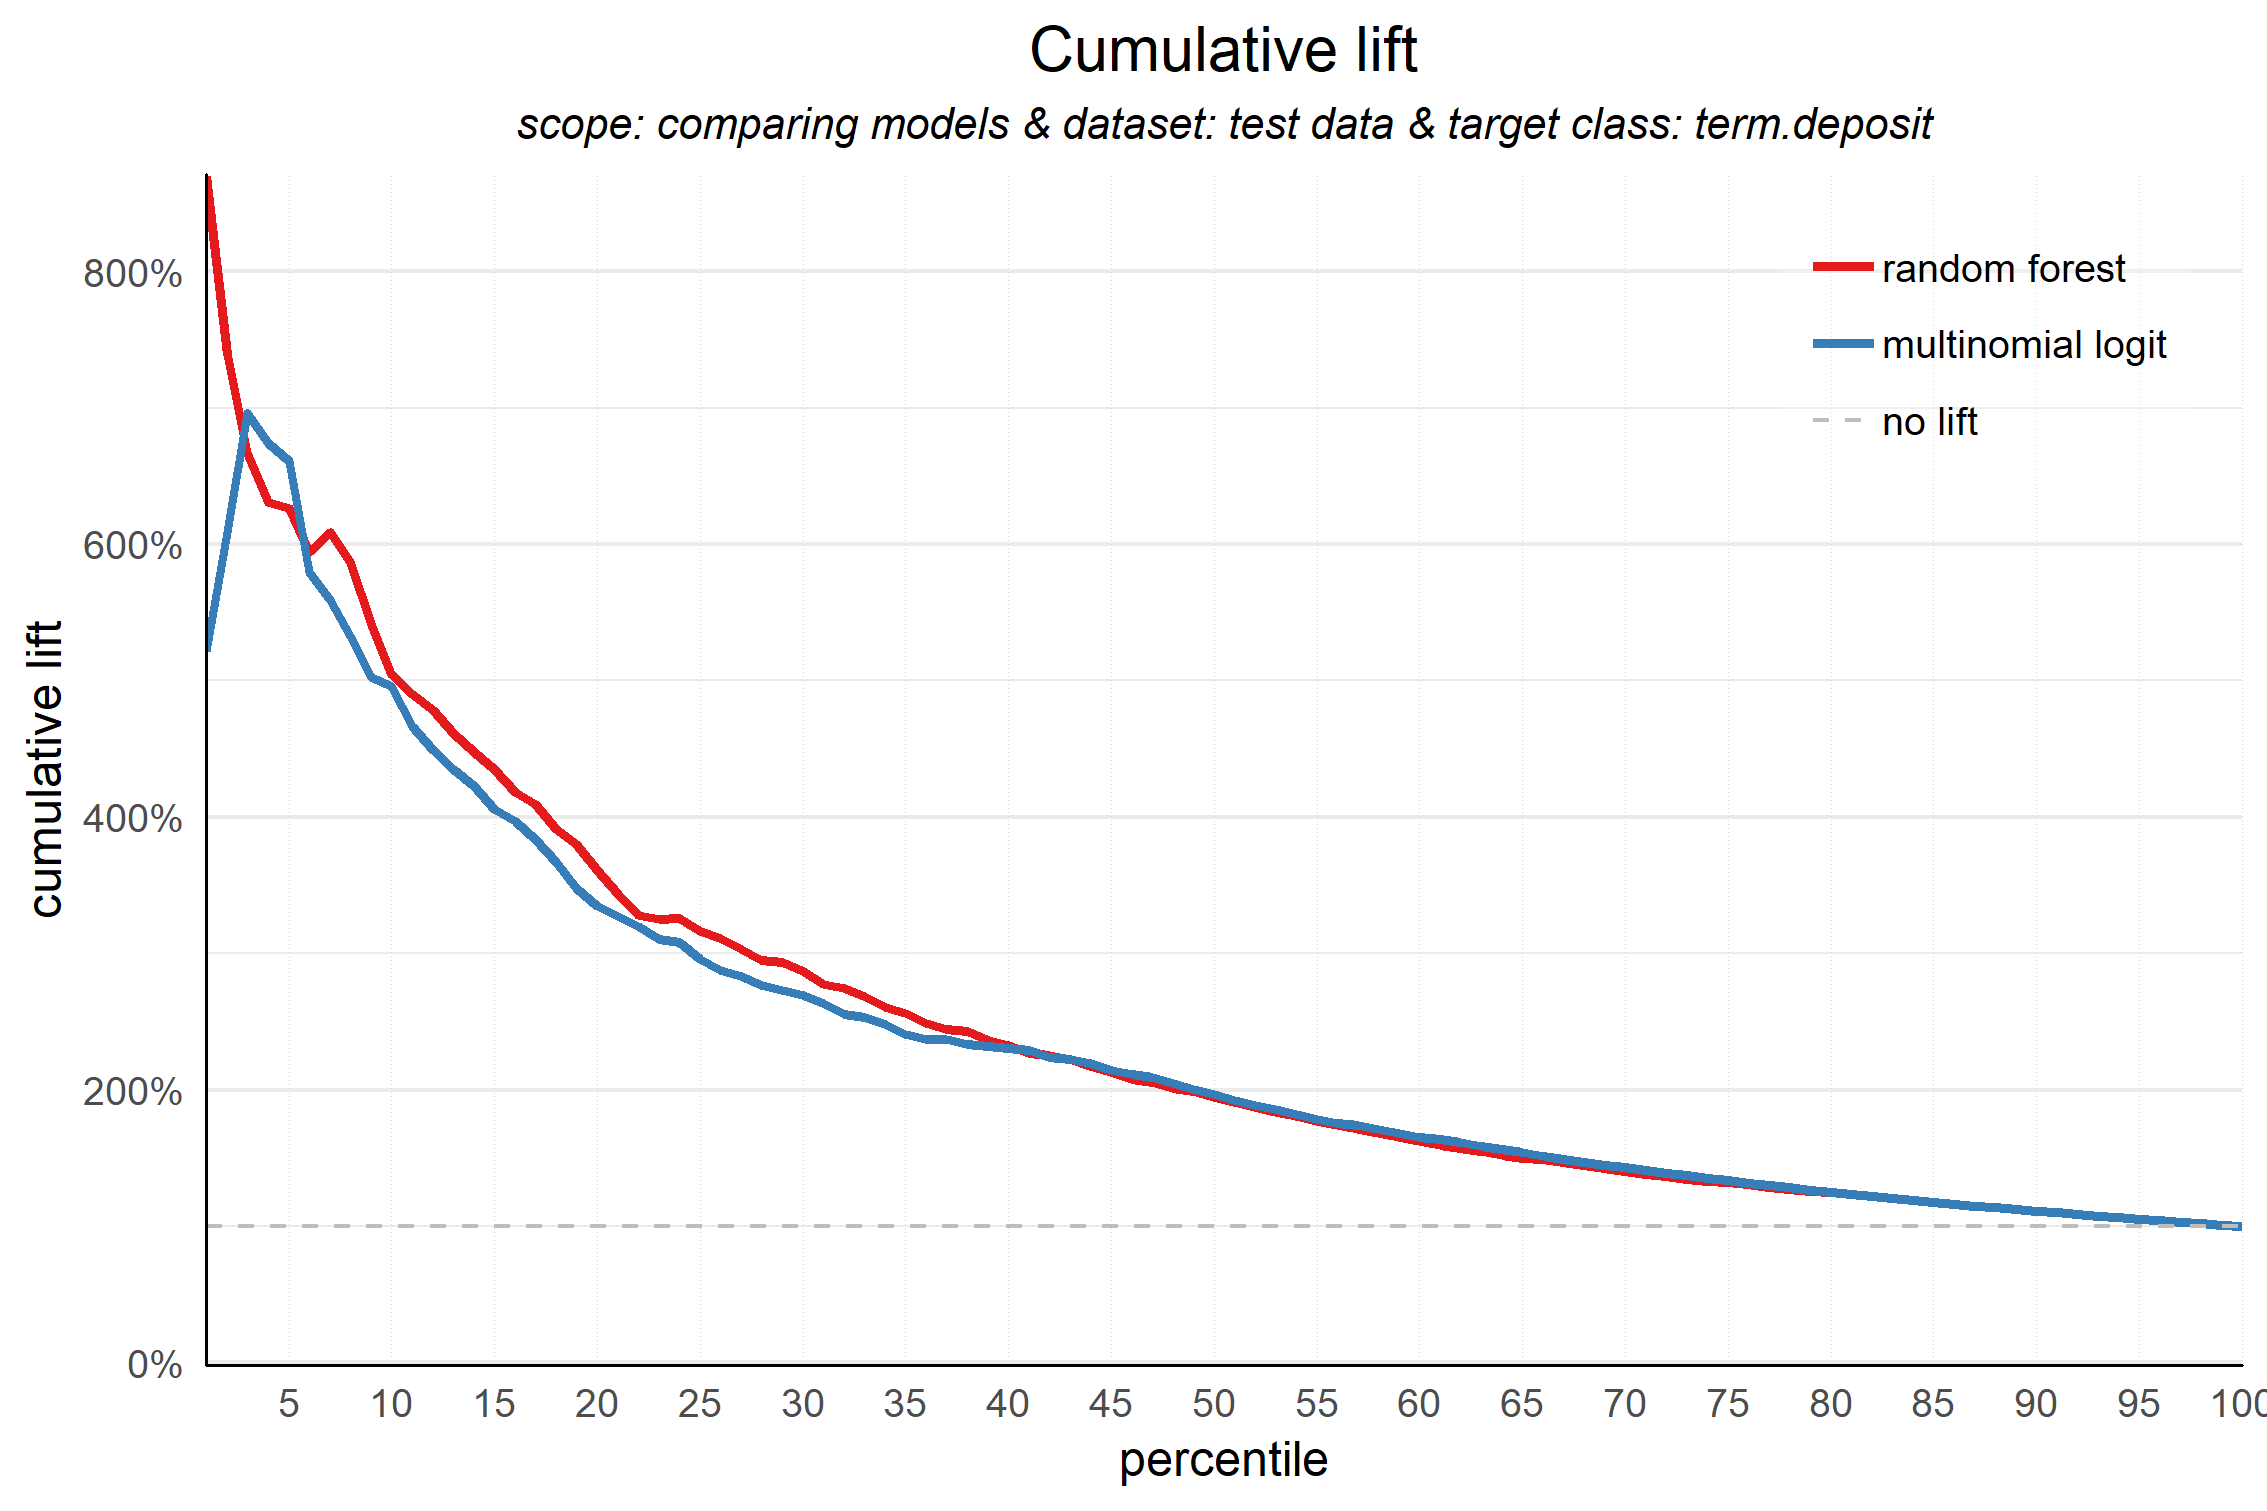 Cumulative lift
scope: comparing models & dataset: test data & target class: term.deposit
800%
600%
400%
200%
0%
cumulative lift
random forest
multinomial logit
no lift
5 10 15 20 25 30 35 40 45 50 55 60 65 70 75 80 85 90 95 100
percentile